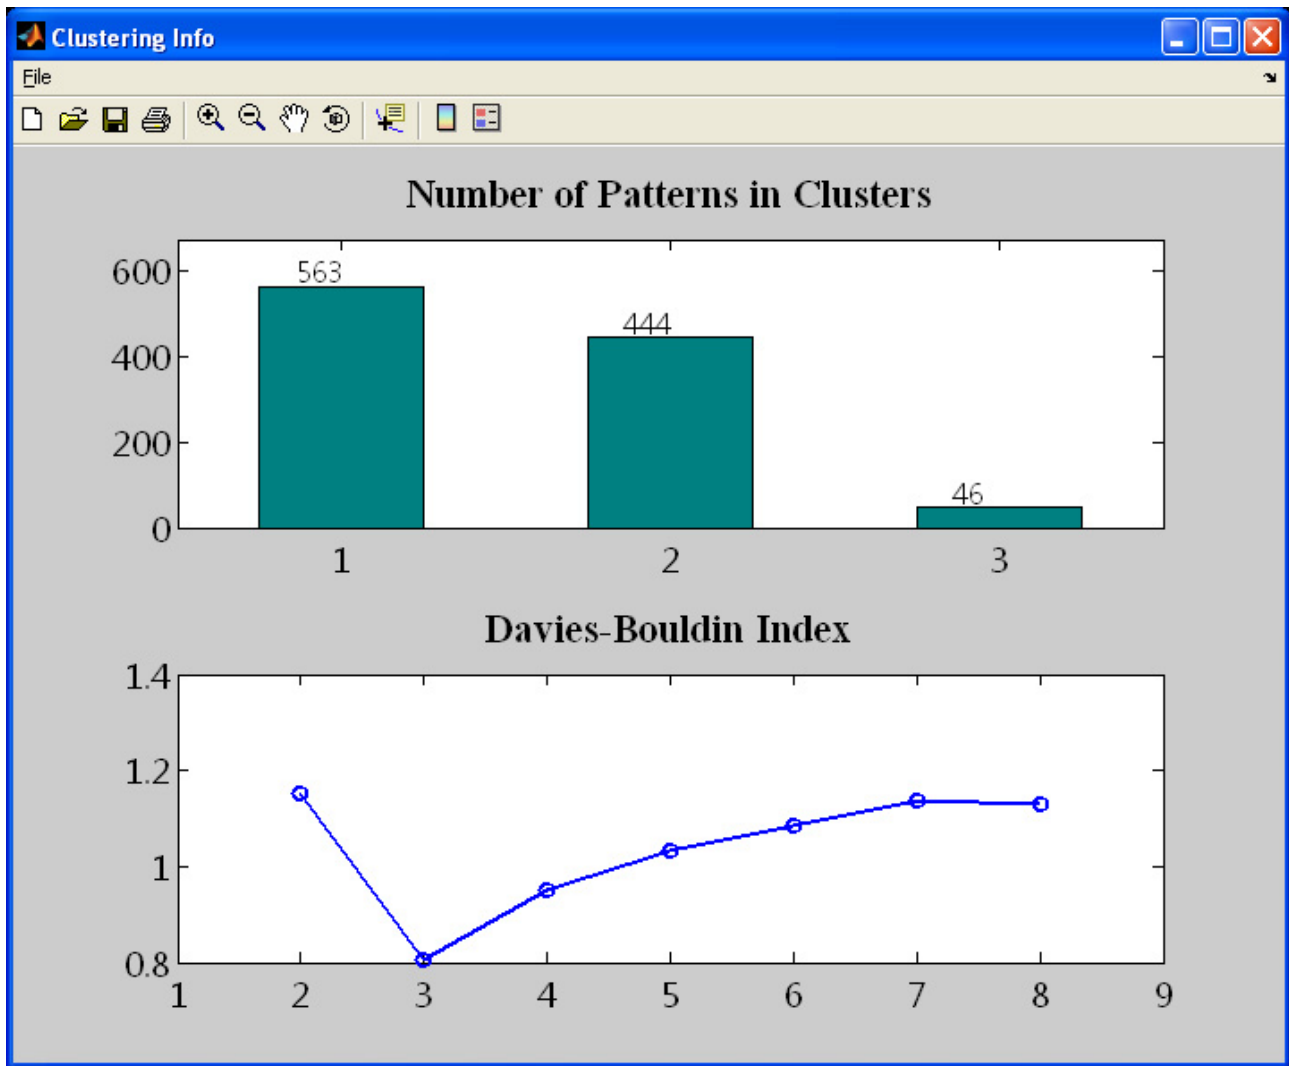 Clustering Info
File
Number of Patterns in Clusters
600
400
200
0
563
444
46
1 2 3
Davies-Bouldin Index
1.4
1.2
1
0.8
1 2 3 4 5 6 7 8 9